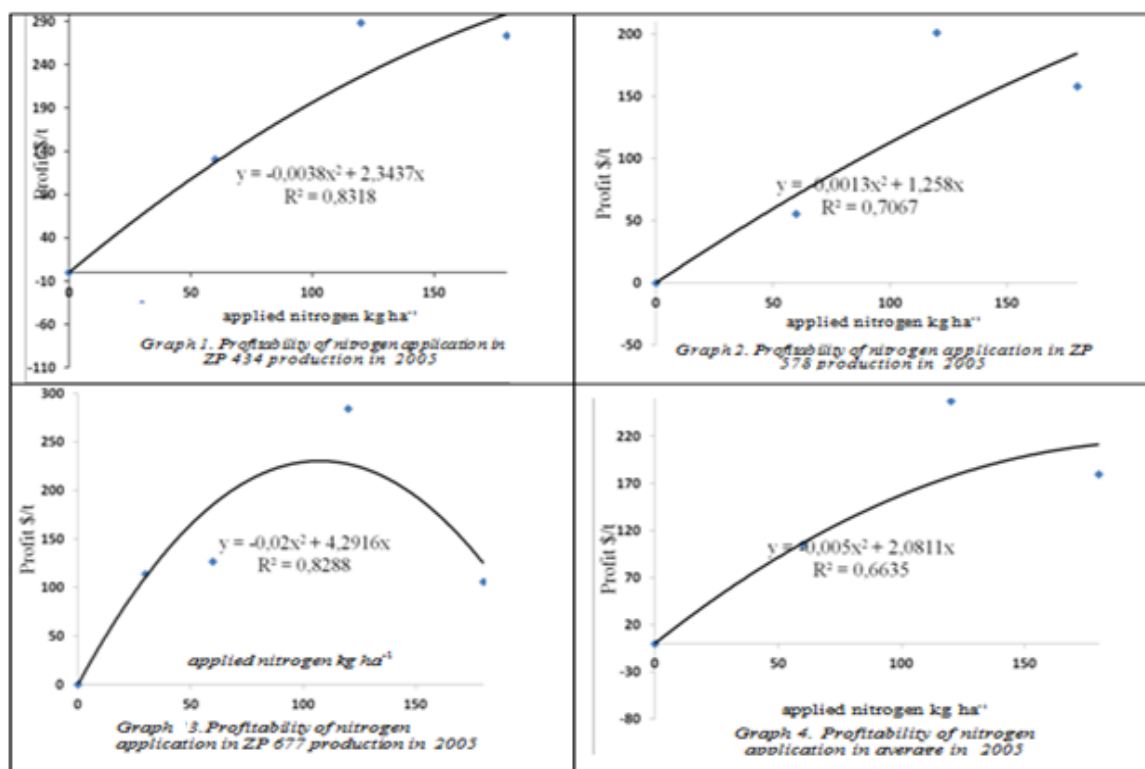 290
240
190
140
90
40
-10
-60
-110
Profit $/t
y = -0,0038x² + 2,3437x
R² = 0,8318
0
50
100
150
applied nitrogen kg ha⁻¹
Graph 1. Profitability of nitrogen application in
ZP 434 production in 2005
200
150
100
50
0
-50
Profit $/t
y = -0,0013x² + 1,258x
R² = 0,7067
0
50
100
150
applied nitrogen kg ha⁻¹
Graph 2. Profitability of nitrogen application in ZP
578 production in 2005
300
250
200
150
100
50
0
Profit $/t
y = -0,02x² + 4,2916x
R² = 0,8288
applied nitrogen kg ha⁻¹
0
50
100
150
Graph '3. Profitability of nitrogen
application in ZP 677 production in 2005
220
170
120
70
20
-30
-80
Profit $/t
y = -0,005x² + 2,0811x
R² = 0,6635
0
50
100
150
applied nitrogen kg ha⁻¹
Graph 4. Profitability of nitrogen
application in average in 2005